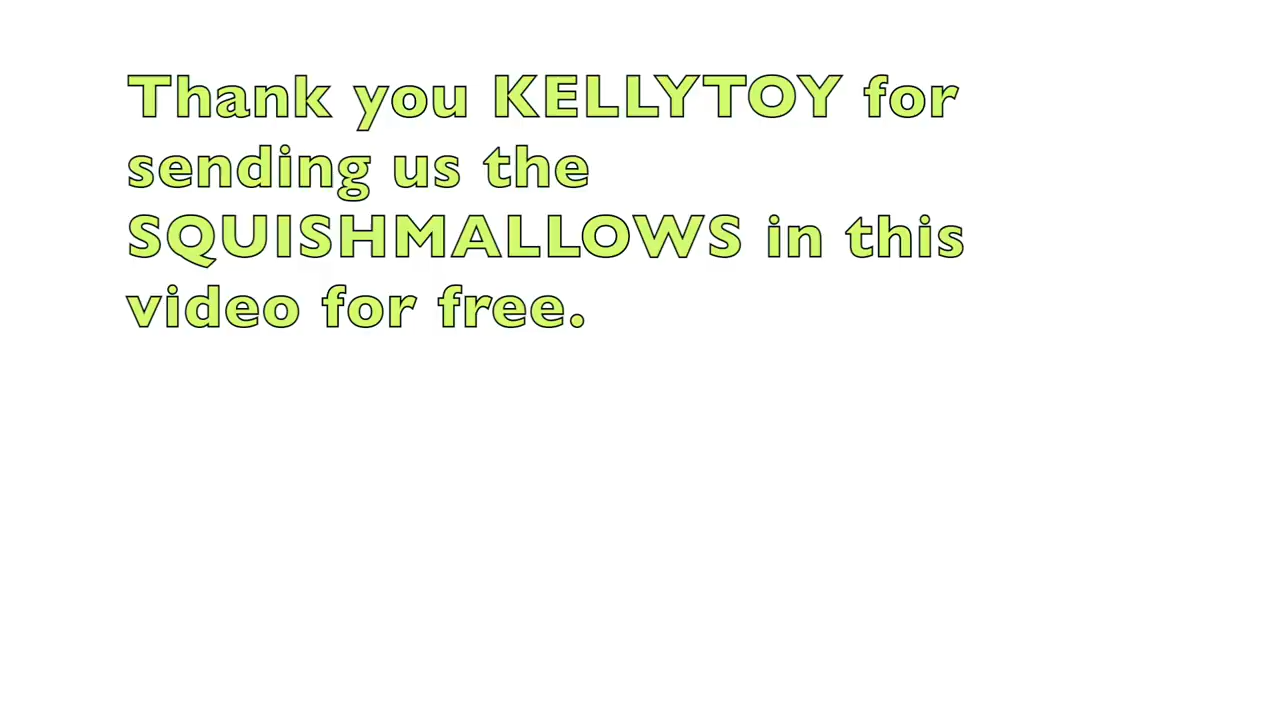 Thank you KELLYTOY for
sending us the
SQUISHMALLOWS in this
video for free.